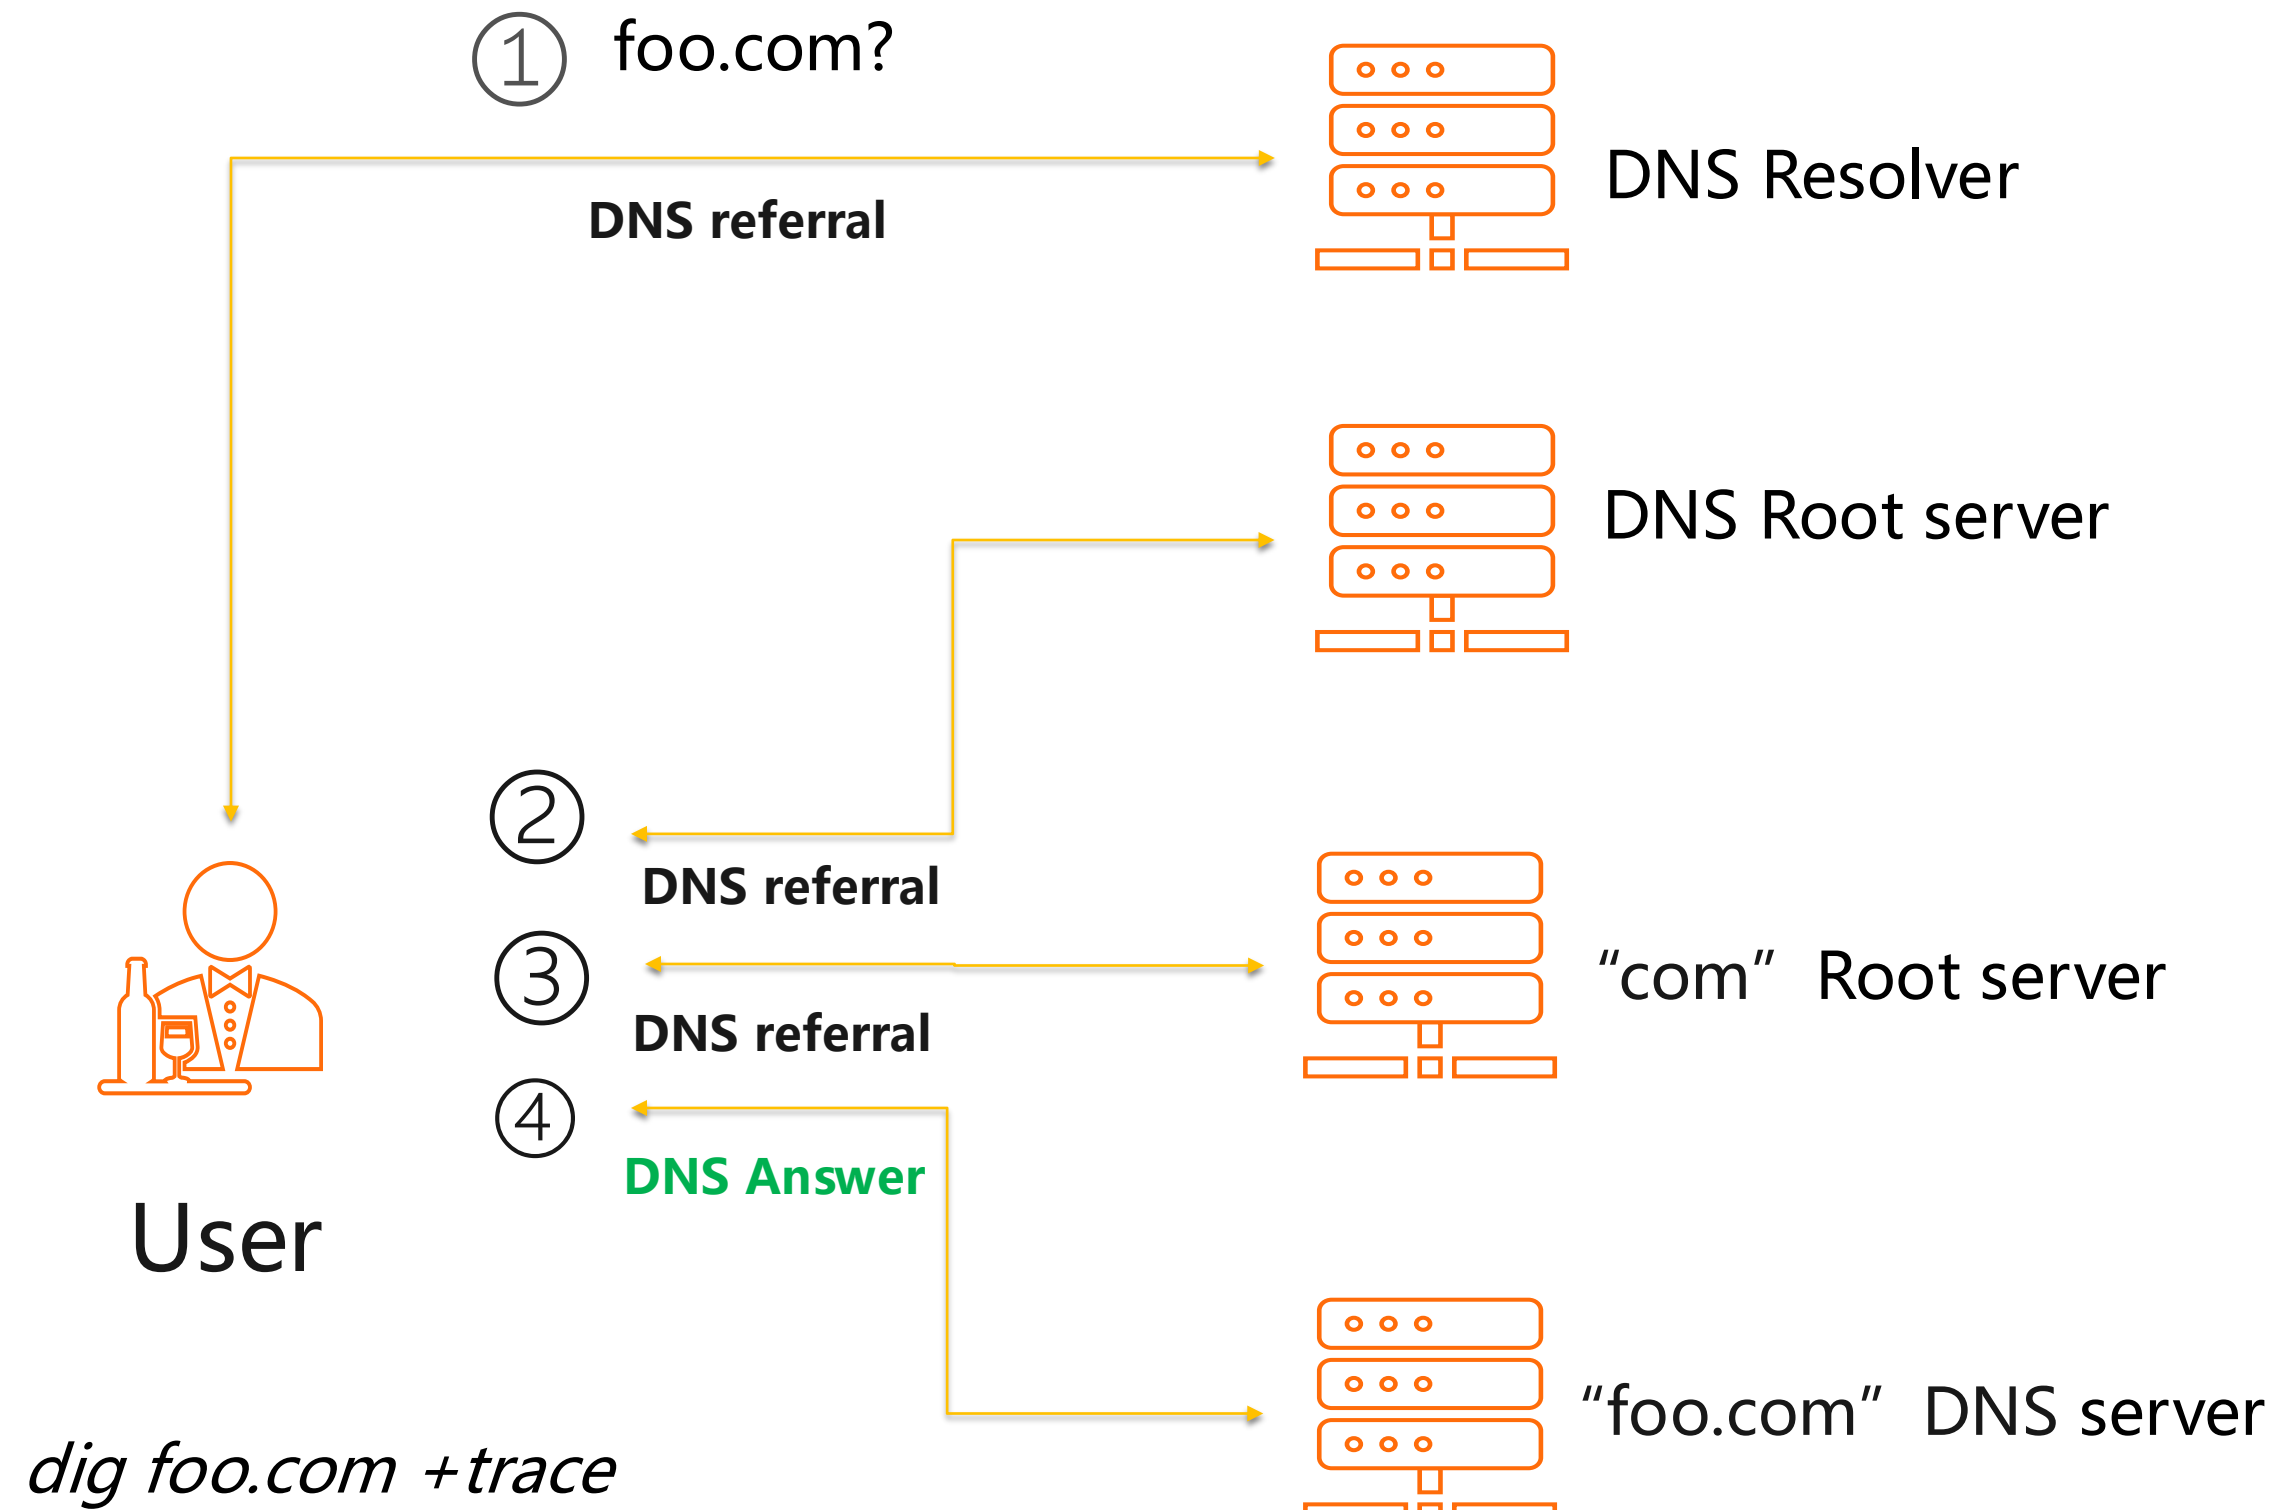 ① foo.com?
DNS referral
DNS Resolver
DNS Root server
②
DNS referral
③
“com” Root server
DNS referral
④
DNS Answer
User
“foo.com” DNS server
dig foo.com +trace